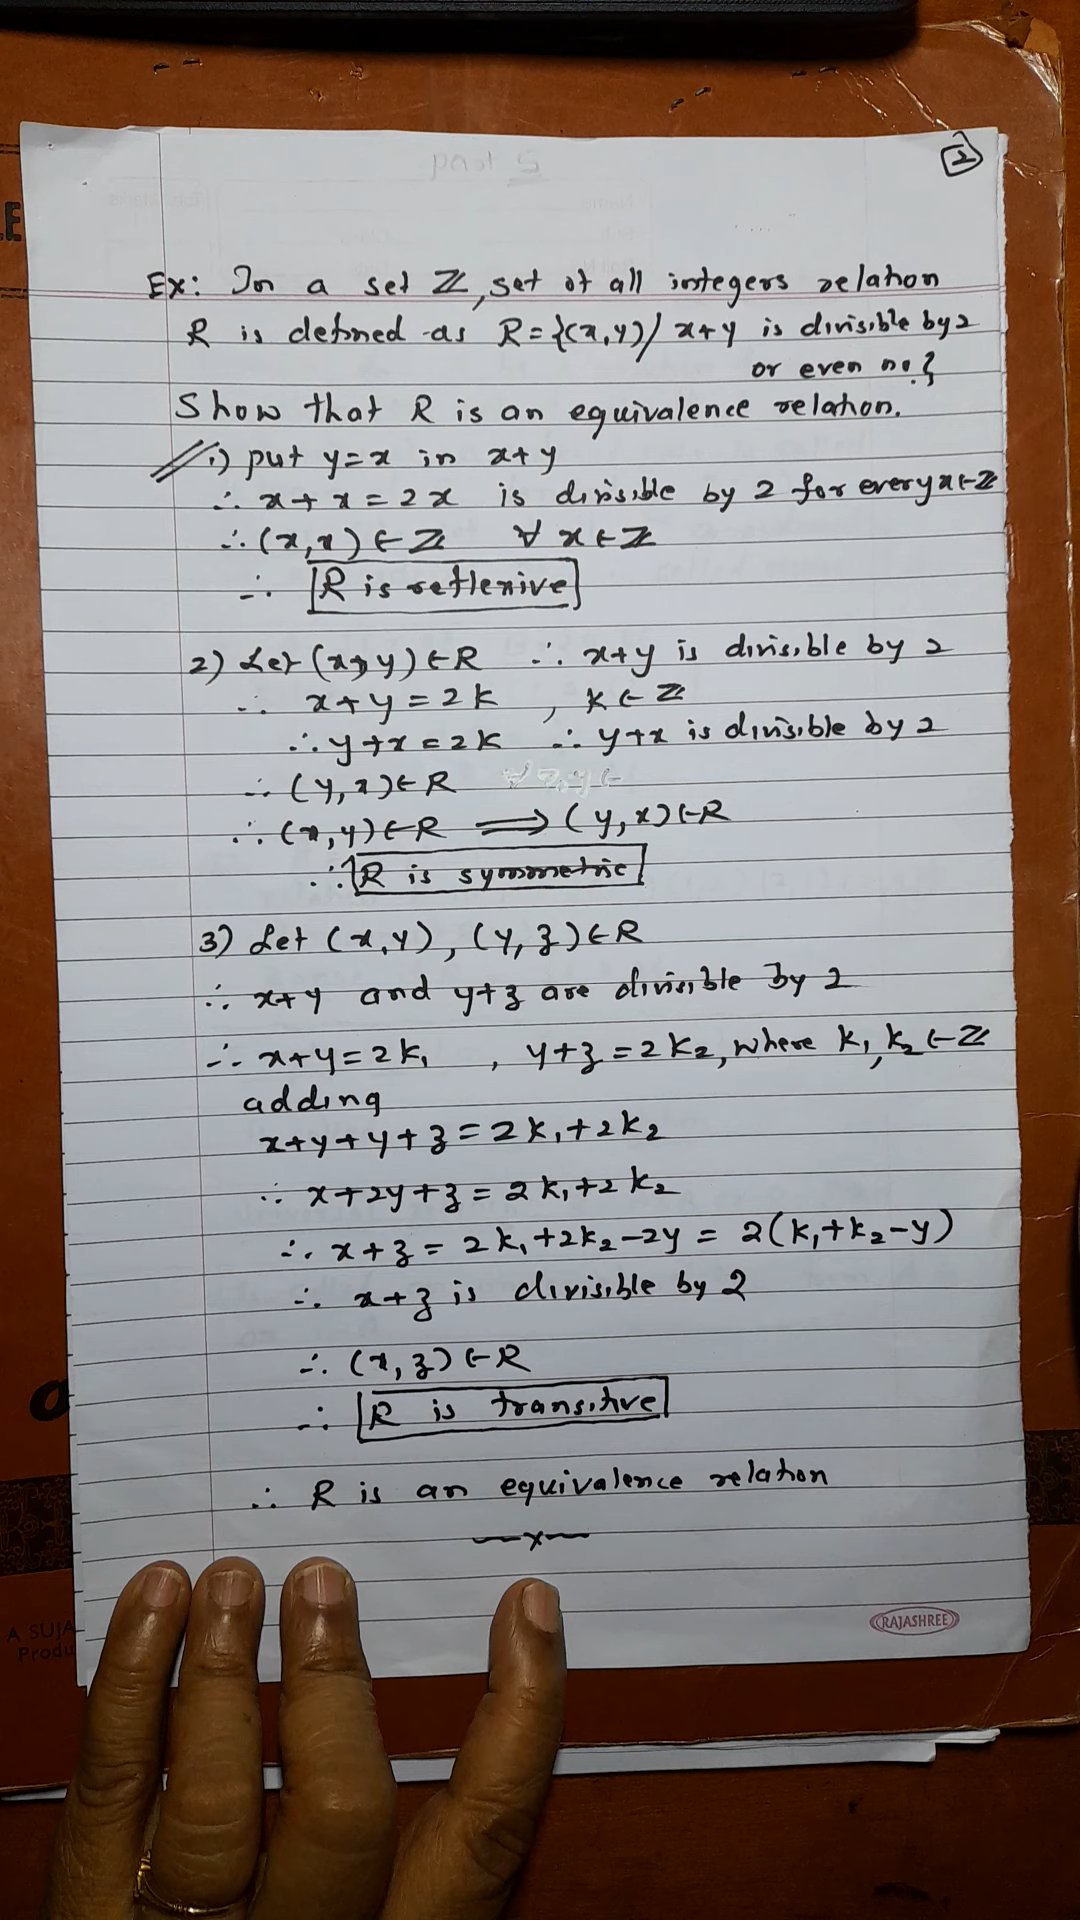 2
Ex: In a set ℤ, set of all integers relation
R is defined as R = {(x,y)/ x+y is divisible by 2
or even no.}
Show that R is an equivalence relation.
1) put y=x in x+y
∴ x+x = 2x is divisible by 2 for every x∈ℤ
∴ (x,x) ∈ ℤ ∀ x∈ℤ
∴ R is reflexive
2) Let (x,y)∈R ∴ x+y is divisible by 2
∴ x+y = 2k , k∈ℤ
∴ y+x = 2k ∴ y+x is divisible by 2
∴ (y,x)∈R
∴ (x,y)∈R ⟹ (y,x)∈R
∴ R is symmetric
3) Let (x,y), (y,z)∈R
∴ x+y and y+z are divisible by 2
∴ x+y = 2k₁ , y+z = 2k₂, where k₁, k₂∈ℤ
adding
x+y+y+z = 2k₁+2k₂
∴ x+2y+z = 2k₁+2k₂
∴ x+z = 2k₁+2k₂-2y = 2(k₁+k₂-y)
∴ x+z is divisible by 2
∴ (x,z)∈R
∴ R is transitive
∴ R is an equivalence relation
—x—
RAJASHREE
A SUJA
Produ